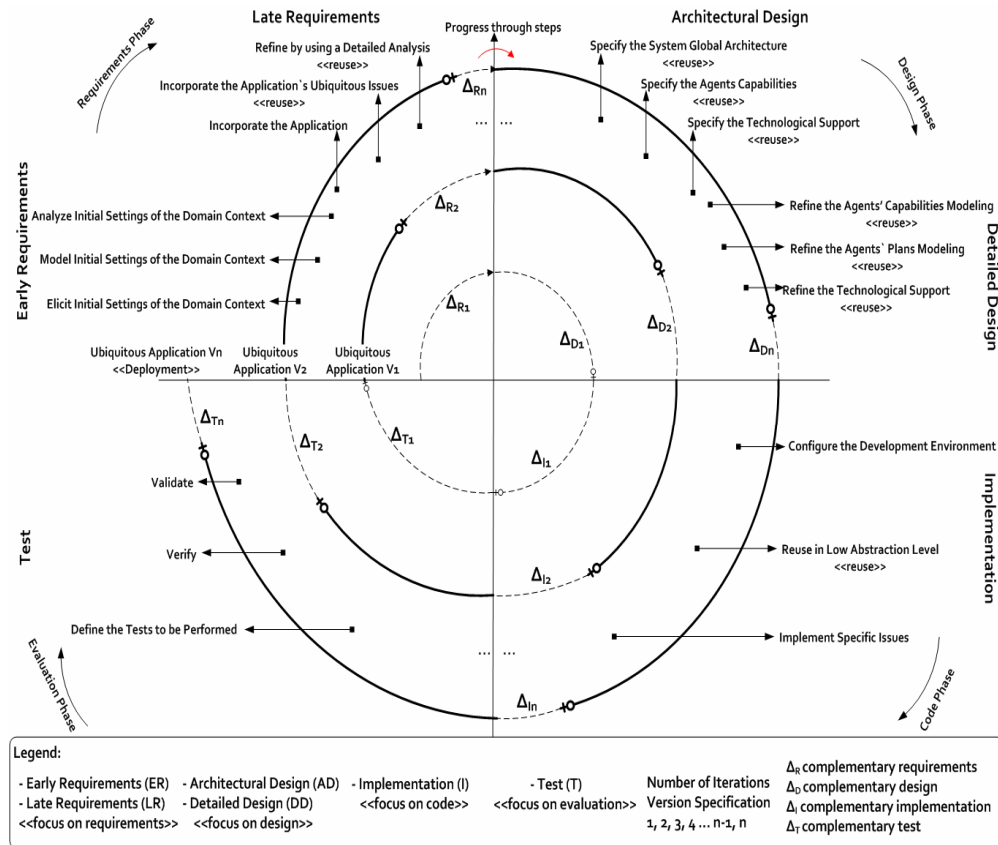 Late Requirements
Architectural Design
Progress through steps
Requirements Phase
Design Phase
Refine by using a Detailed Analysis
<<reuse>>
Specify the System Global Architecture
<<reuse>>
Incorporate the Application`s Ubiquitous Issues
<<reuse>>
Specify the Agents Capabilities
<<reuse>>
Incorporate the Application
Specify the Technological Support
<<reuse>>
ΔRn
... ...
Early Requirements
Detailed Design
Analyze Initial Settings of the Domain Context
Model Initial Settings of the Domain Context
Elicit Initial Settings of the Domain Context
Refine the Agents’ Capabilities Modeling
<<reuse>>
Refine the Agents` Plans Modeling
<<reuse>>
Refine the Technological Support
<<reuse>>
ΔR2
ΔR1
ΔD1
ΔD2
ΔDn
Ubiquitous Application Vn
<<Deployment>>
Ubiquitous
Application V2
Ubiquitous
Application V1
ΔTn
ΔT2
ΔT1
ΔI1
ΔI2
ΔIn
Configure the Development Environment
Validate
Test
Implementation
Verify
Reuse in Low Abstraction Level
<<reuse>>
Define the Tests to be Performed
Implement Specific Issues
... ...
Evaluation Phase
Code Phase
Legend:
- Early Requirements (ER)
- Late Requirements (LR)
<<focus on requirements>>
- Architectural Design (AD)
- Detailed Design (DD)
<<focus on design>>
- Implementation (I)
<<focus on code>>
- Test (T)
<<focus on evaluation>>
Number of Iterations
Version Specification
1, 2, 3, 4 ... n-1, n
ΔR complementary requirements
ΔD complementary design
ΔI complementary implementation
ΔT complementary test